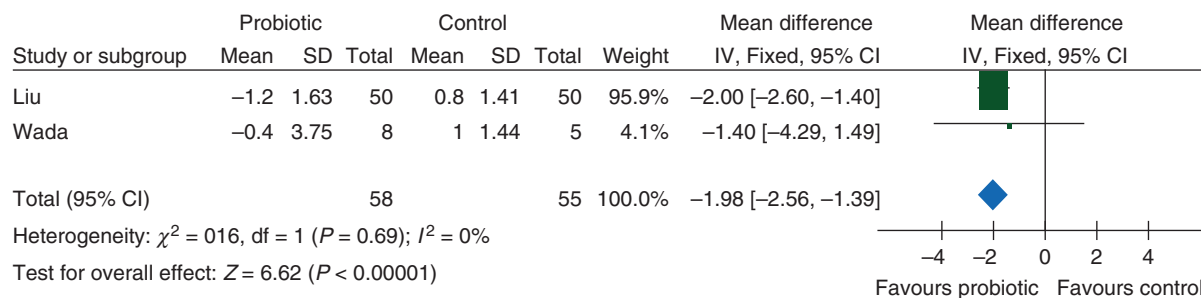 Probiotic Control Mean difference Mean difference
Study or subgroup Mean SD Total Mean SD Total Weight IV, Fixed, 95% CI IV, Fixed, 95% CI
Liu −1.2 1.63 50 0.8 1.41 50 95.9% −2.00 [−2.60, −1.40]
Wada −0.4 3.75 8 1 1.44 5 4.1% −1.40 [−4.29, 1.49]
Total (95% CI) 58 55 100.0% −1.98 [−2.56, −1.39]
Heterogeneity: χ² = 016, df = 1 (P = 0.69); I² = 0%
Test for overall effect: Z = 6.62 (P < 0.00001)
−4 −2 0 2 4
Favours probiotic Favours control